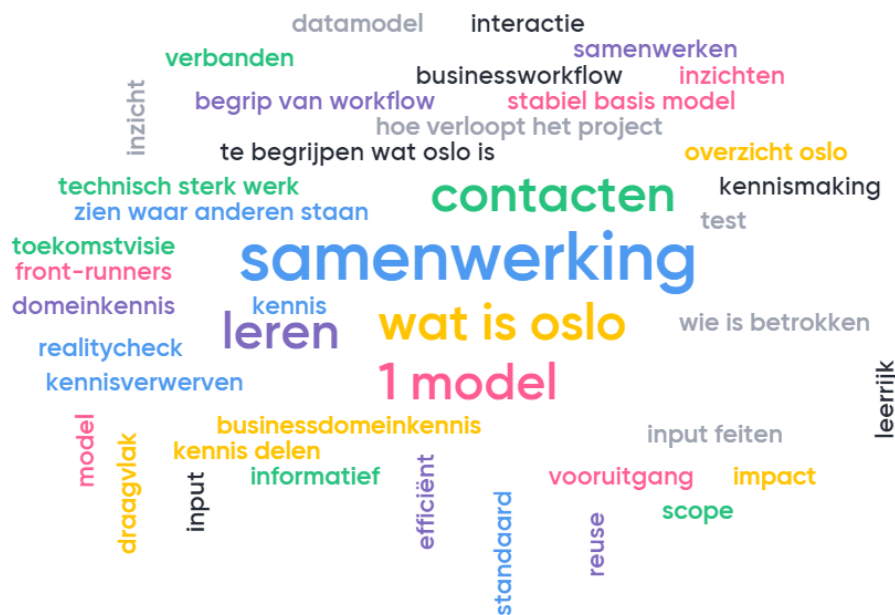 datamodel
interactie
samenwerken
verbanden
businessworkflow
inzichten
inzicht
begrip van workflow
stabiel basis model
hoe verloopt het project
te begrijpen wat oslo is
overzicht oslo
technisch sterk werk
contacten
kennismaking
zien waar anderen staan
test
toekomstvisie
samenwerking
front-runners
domeinkennis
kennis
leren
wat is oslo
wie is betrokken
realitycheck
kennisverwerven
1 model
leerrijk
model
businessdomeinkennis
input feiten
draagvlak
kennis delen
input
informatief
efficiënt
vooruitgang
impact
standaard
reuse
scope